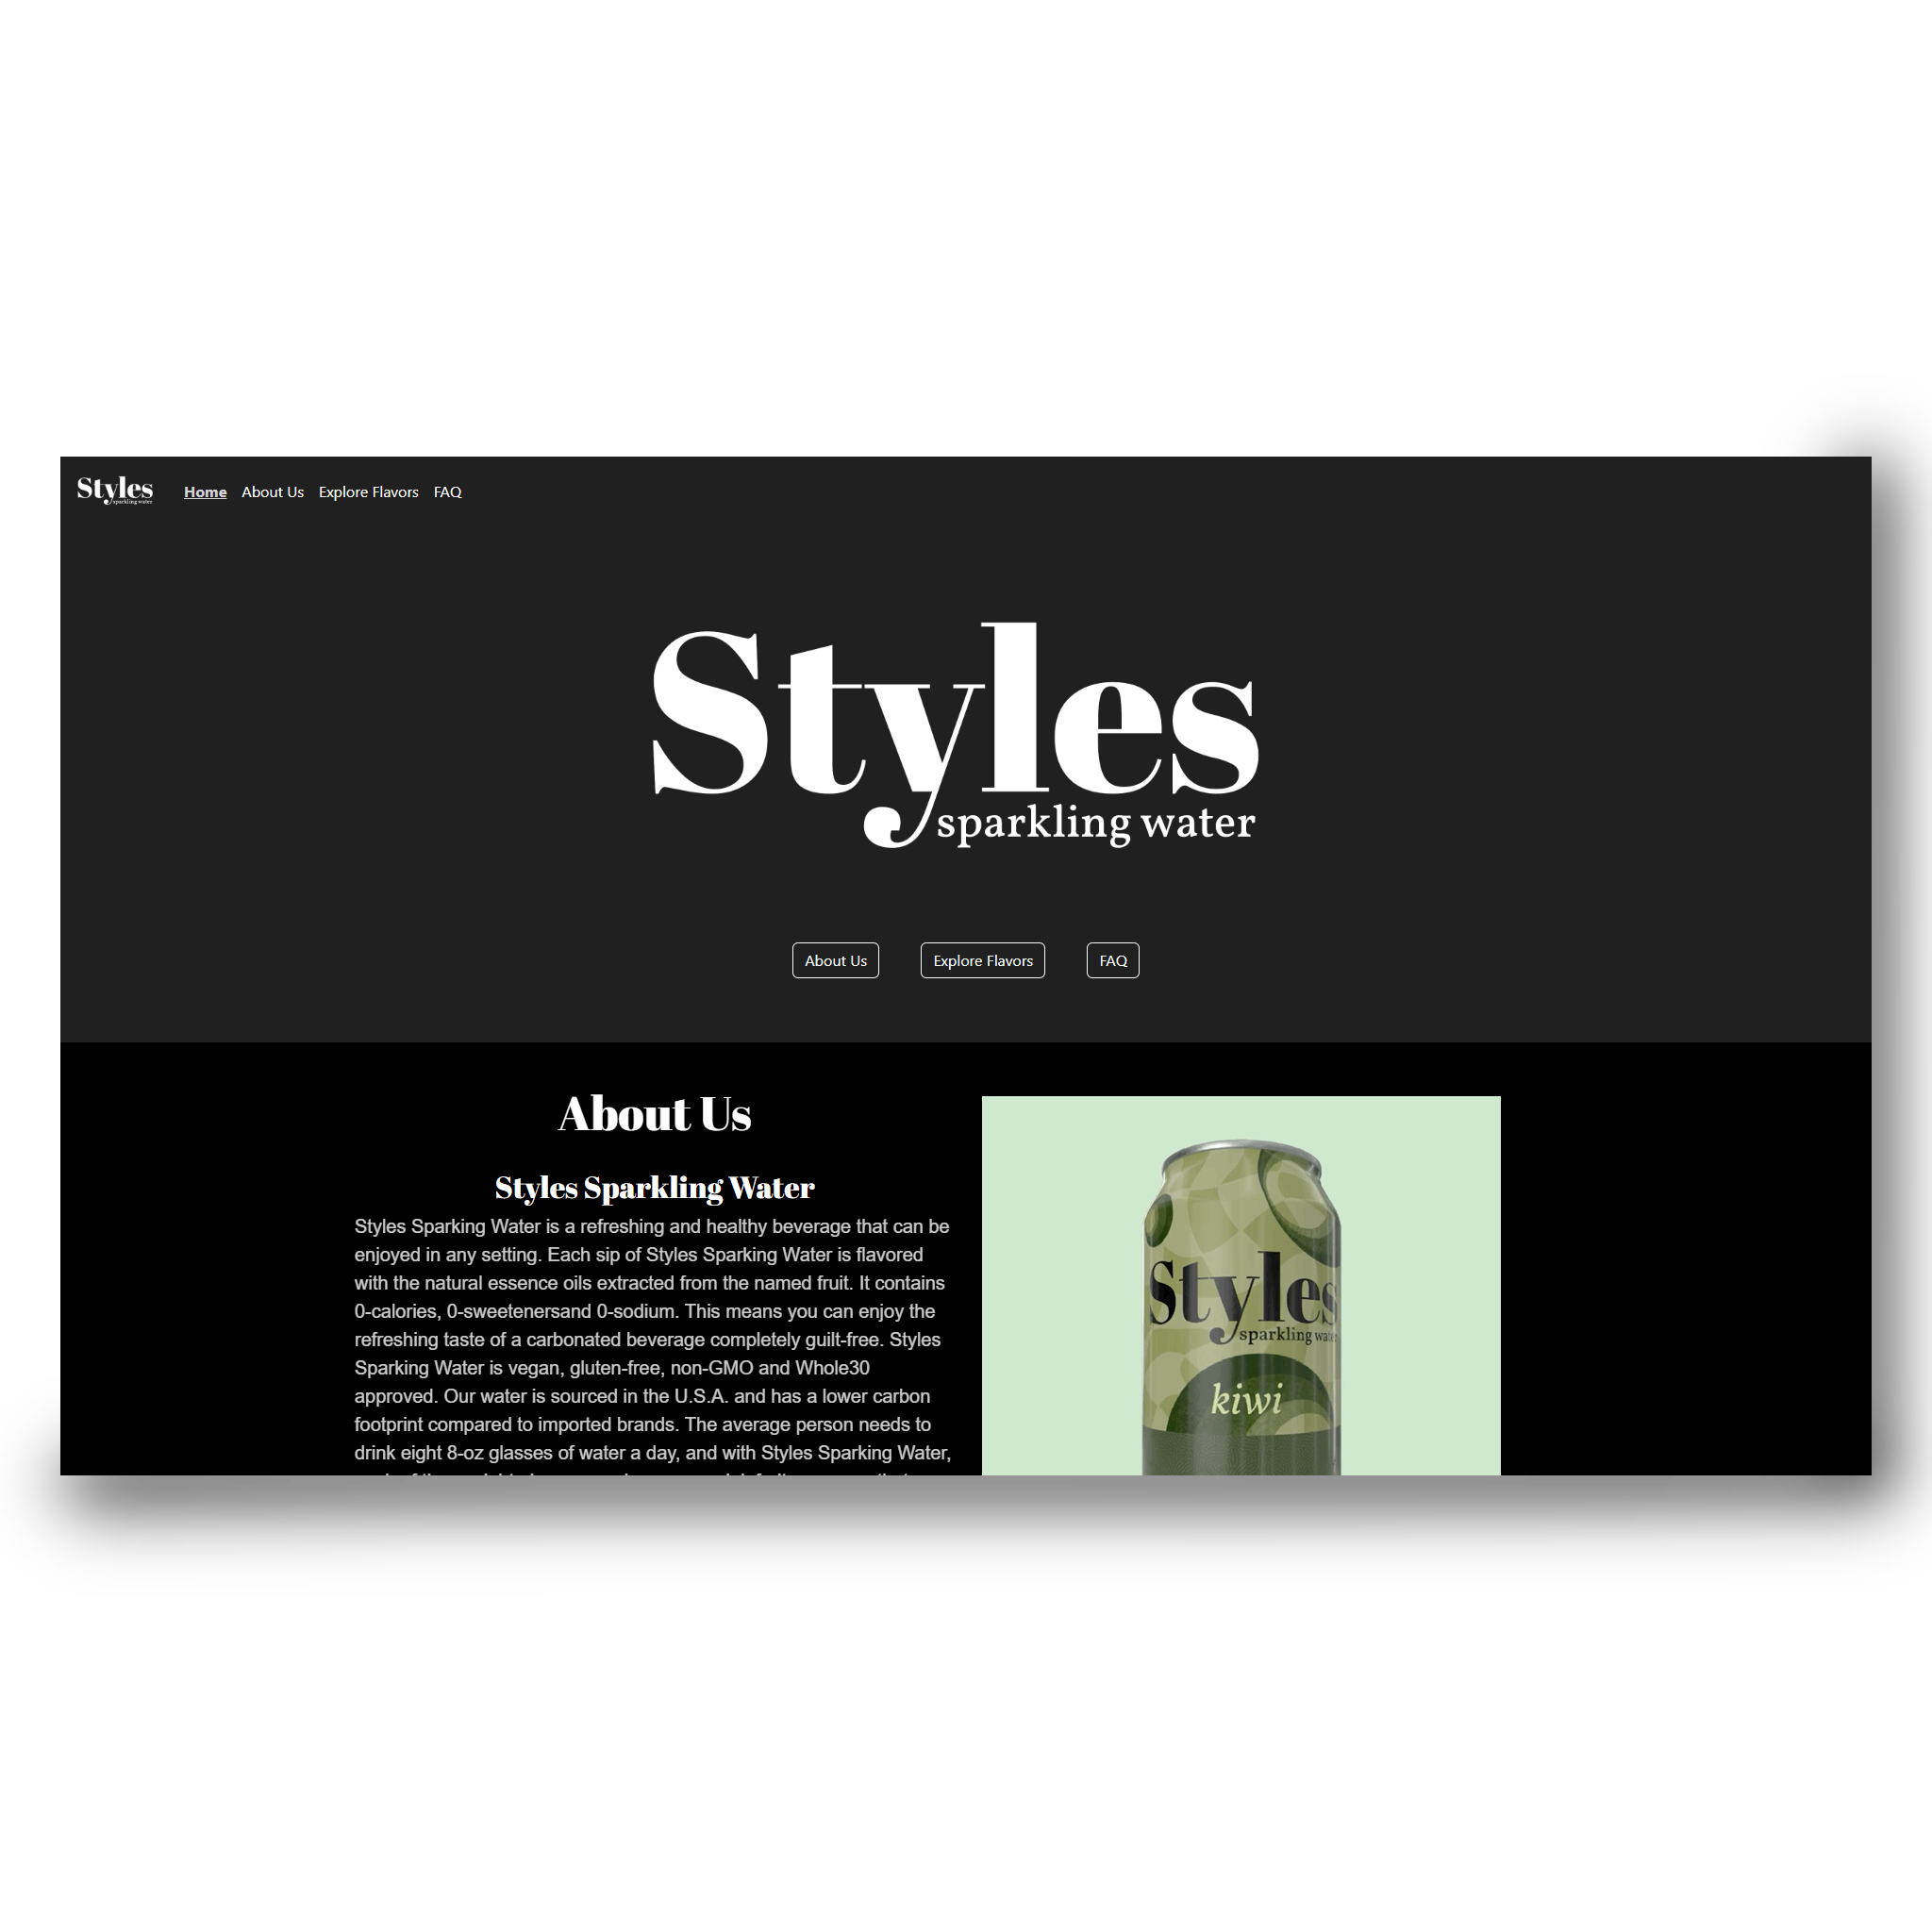 Styles
sparkling water
Home About Us Explore Flavors FAQ
Styles
sparkling water
About Us Explore Flavors FAQ
About Us
Styles Sparkling Water
Styles Sparking Water is a refreshing and healthy beverage that can be
enjoyed in any setting. Each sip of Styles Sparking Water is flavored
with the natural essence oils extracted from the named fruit. It contains
0-calories, 0-sweetenersand 0-sodium. This means you can enjoy the
refreshing taste of a carbonated beverage completely guilt-free. Styles
Sparking Water is vegan, gluten-free, non-GMO and Whole30
approved. Our water is sourced in the U.S.A. and has a lower carbon
footprint compared to imported brands. The average person needs to
drink eight 8-oz glasses of water a day, and with Styles Sparking Water,
Styles
sparkling water
kiwi